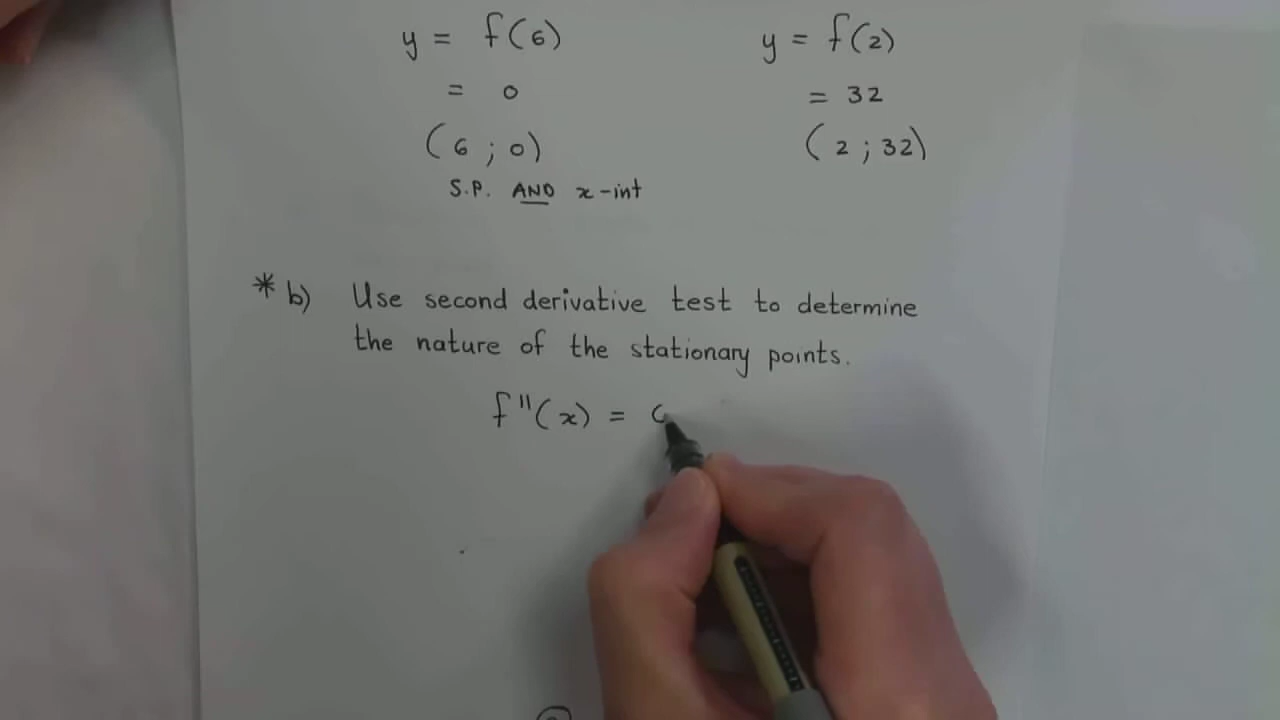 y = f(6)
y = f(2)
= 0
= 32
(6 ; 0)
(2 ; 32)
S.P. AND x-int
* b) Use second derivative test to determine
the nature of the stationary points.
f"(x) =